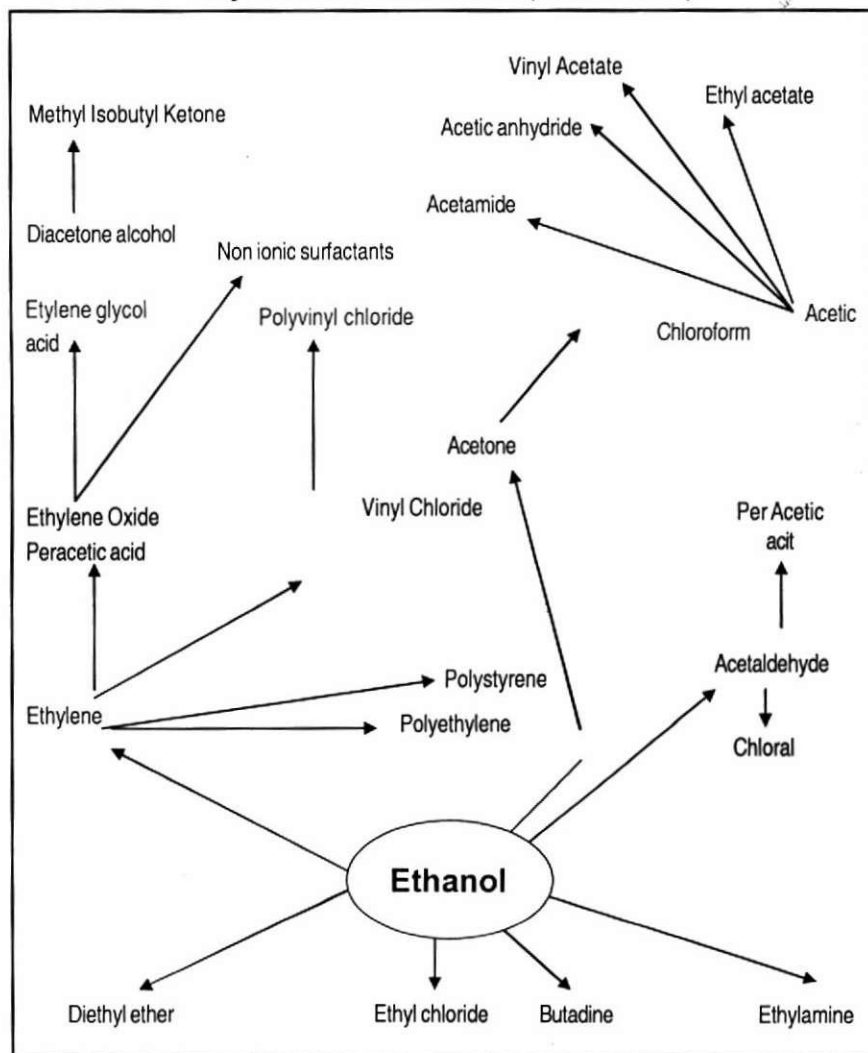 Vinyl Acetate
Ethyl acetate
Methyl Isobutyl Ketone
Acetic anhydride
Acetamide
Diacetone alcohol
Non ionic surfactants
Etylene glycol
acid
Polyvinyl chloride
Chloroform
Acetic
Acetone
Ethylene Oxide
Peracetic acid
Vinyl Chloride
Per Acetic
acit
Acetaldehyde
Polystyrene
Ethylene
Polyethylene
Chloral
Ethanol
Diethyl ether
Ethyl chloride
Butadine
Ethylamine